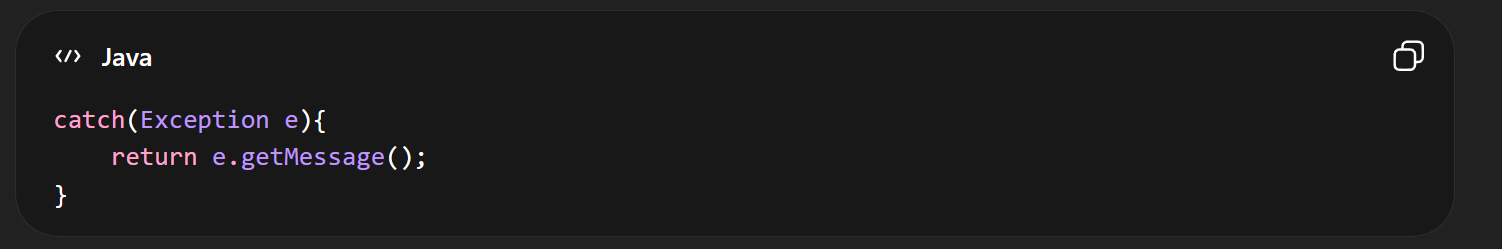 </> Java
catch(Exception e){
    return e.getMessage();
}